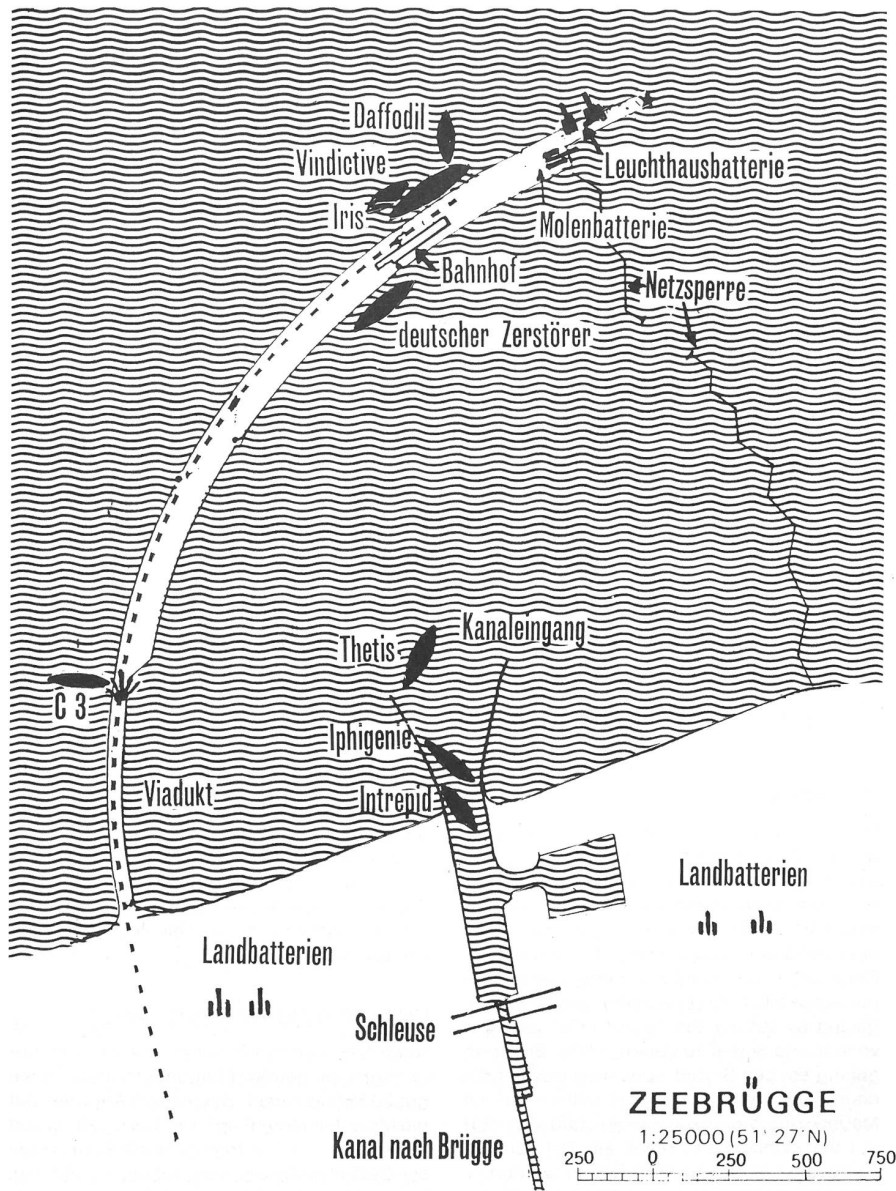 Daffodil
Vindictive
Iris
Leuchthausbatterie
Molenbatterie
Bahnhof
Netzsperre
deutscher Zerstörer
Thetis
Kanaleingang
C 3
Iphigenie
Viadukt
Intrepid
Landbatterien
Landbatterien
Schleuse
Kanal nach Brügge
ZEEBRÜGGE
1:25000 (51' 27'N)
250 0 250 500 750